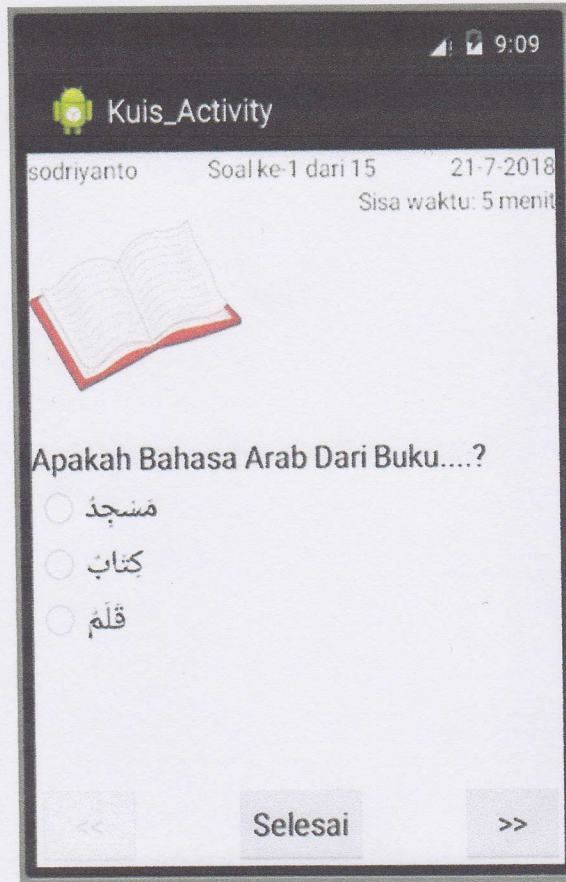 9:09
Kuis_Activity
sodriyanto Soal ke-1 dari 15 21-7-2018
Sisa waktu: 5 menit
Apakah Bahasa Arab Dari Buku....?
مَسْجِدٌ
كِتَابٌ
قَلَمٌ
<< Selesai >>